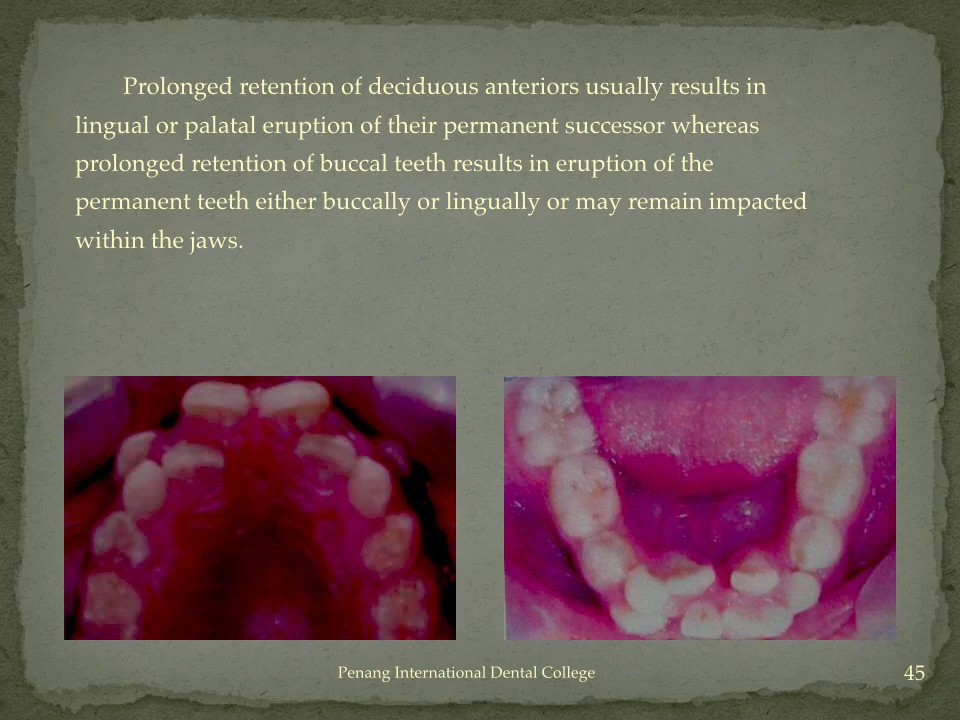 Prolonged retention of deciduous anteriors usually results in
lingual or palatal eruption of their permanent successor whereas
prolonged retention of buccal teeth results in eruption of the
permanent teeth either buccally or lingually or may remain impacted
within the jaws.
Penang International Dental College
45